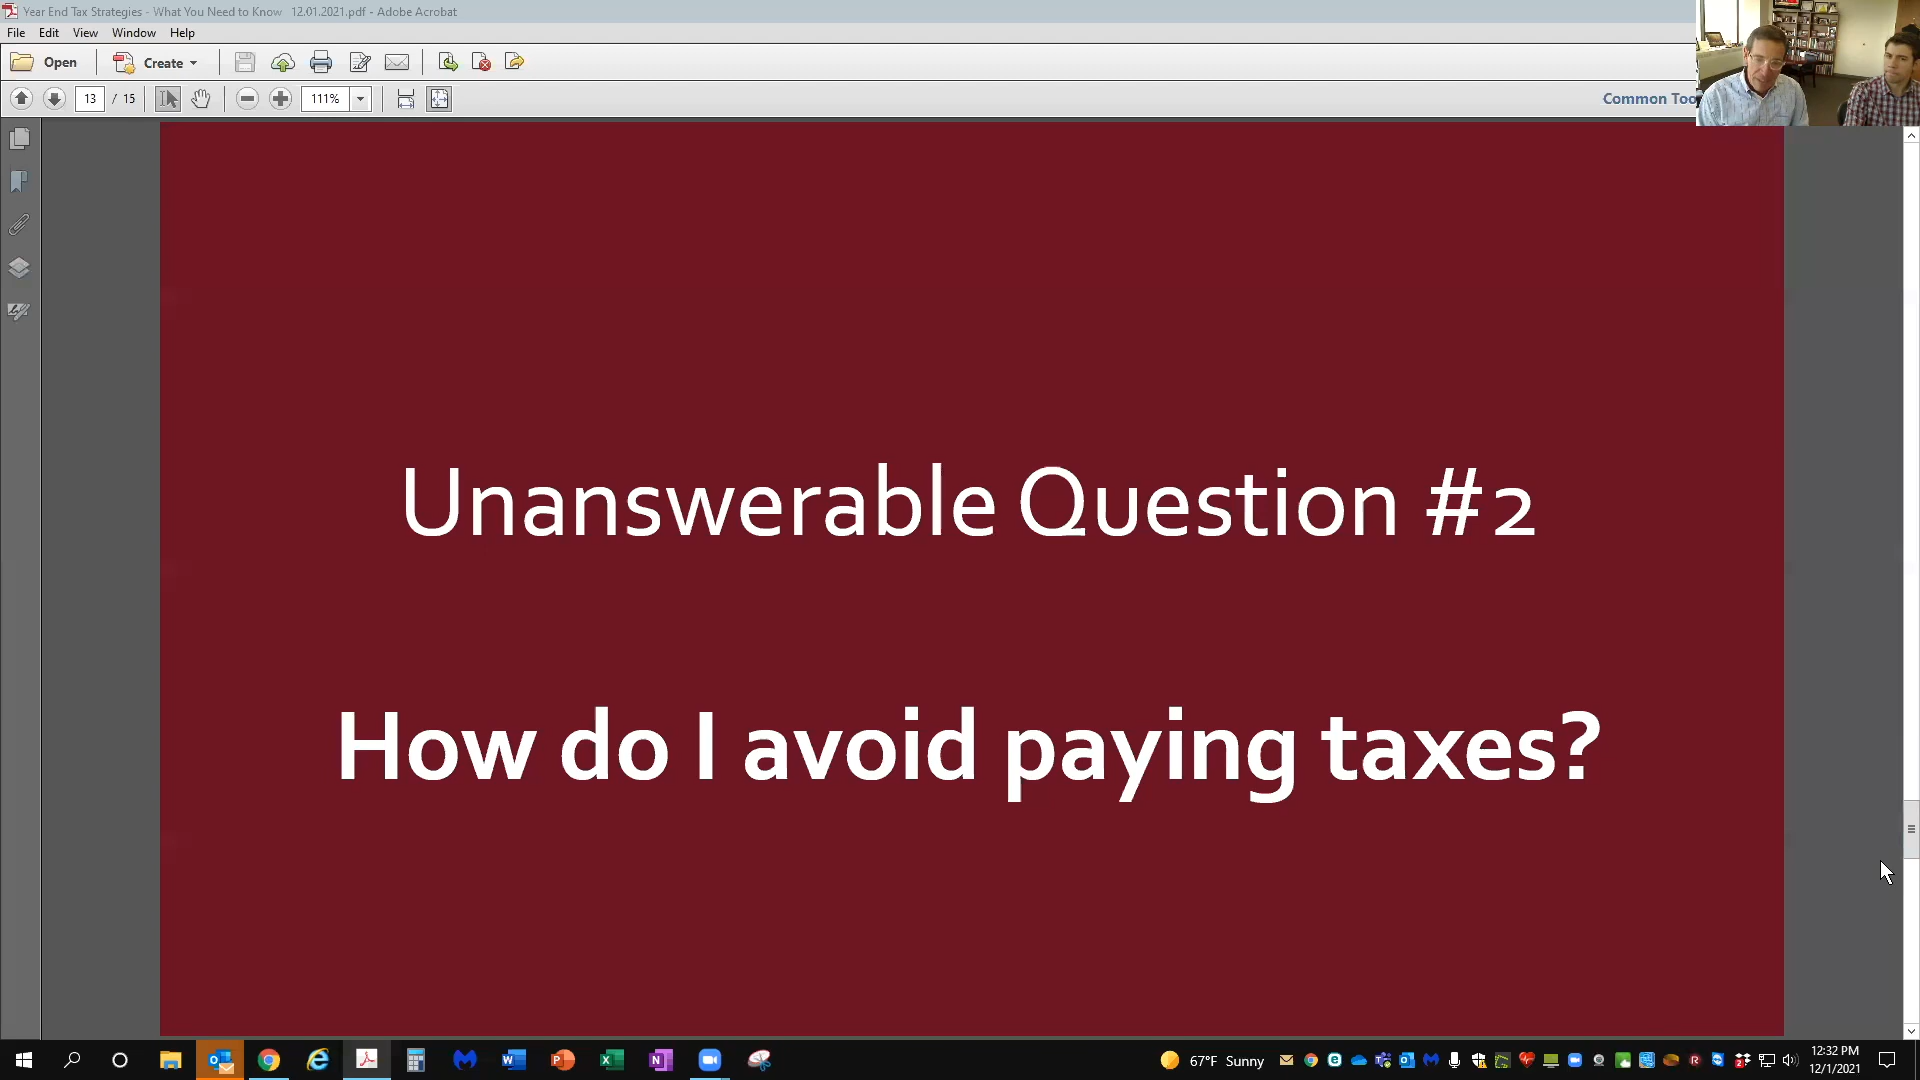 Year End Tax Strategies - What You Need to Know   12.01.2021.pdf - Adobe Acrobat
File Edit View Window Help
Open Create
13 / 15 111% Common Too
Unanswerable Question #2
How do I avoid paying taxes?
67°F Sunny
12:32 PM
12/1/2021